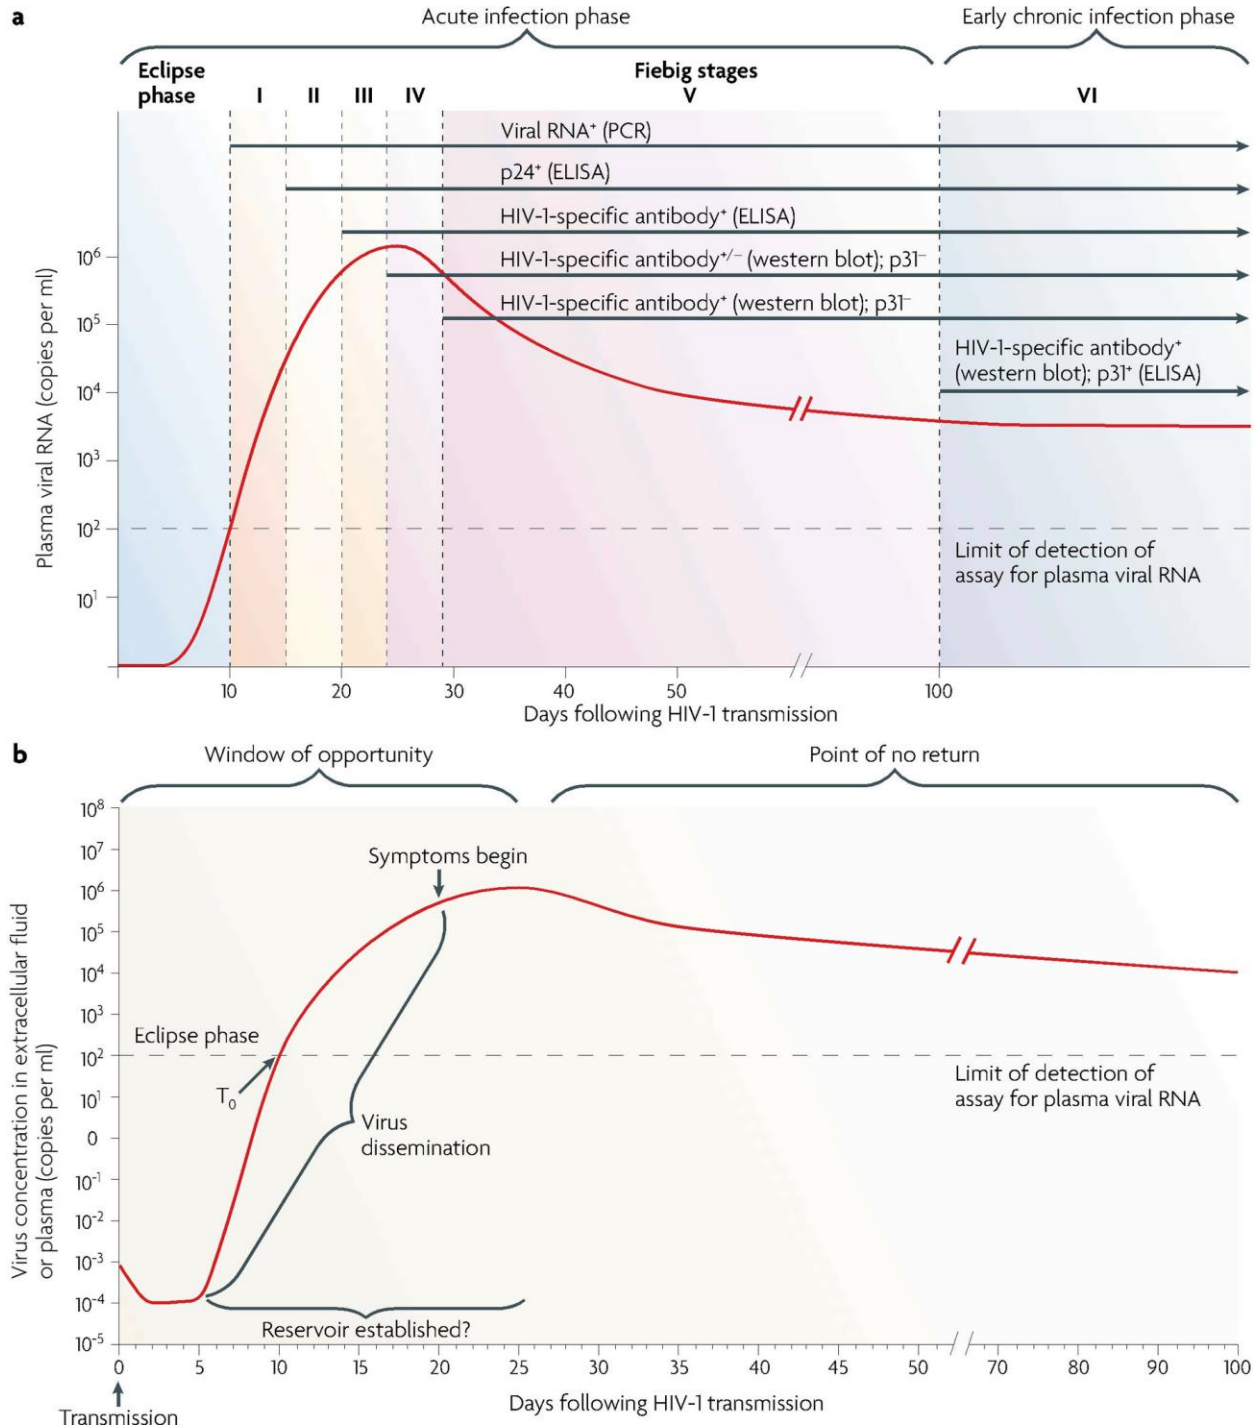 a
Acute infection phase
Early chronic infection phase
Eclipse
phase
Fiebig stages
I II III IV V VI
Viral RNA⁺ (PCR)
p24⁺ (ELISA)
HIV-1-specific antibody⁺ (ELISA)
HIV-1-specific antibody⁺/⁻ (western blot); p31⁻
HIV-1-specific antibody⁺ (western blot); p31⁻
HIV-1-specific antibody⁺
(western blot); p31⁺ (ELISA)
Plasma viral RNA (copies per ml)
10⁶
10⁵
10⁴
10³
10²
10¹
Limit of detection of
assay for plasma viral RNA
10 20 30 40 50 100
Days following HIV-1 transmission
b
Window of opportunity
Point of no return
Virus concentration in extracellular fluid
or plasma (copies per ml)
10⁸
10⁷
10⁶
10⁵
10⁴
10³
10²
10¹
0
10⁻¹
10⁻²
10⁻³
10⁻⁴
10⁻⁵
Symptoms begin
Eclipse phase
T₀
Virus
dissemination
Limit of detection of
assay for plasma viral RNA
Reservoir established?
0 5 10 15 20 25 30 35 40 45 50 70 80 90 100
Days following HIV-1 transmission
Transmission